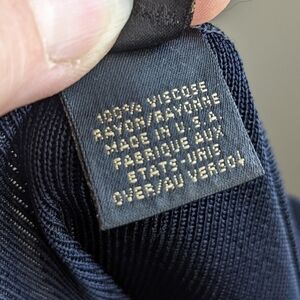 100% VISCOSE
RAYON/RAYONNE
MADE IN U.S.A.
FABRIQUE AUX
ETATS-UNIS
OVER/AU VERSO↓